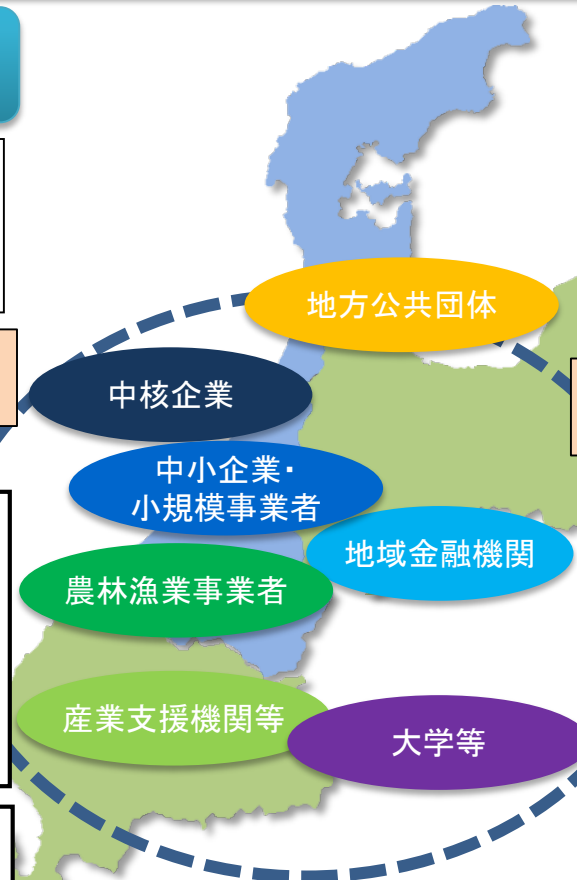 地方公共団体
中核企業
中小企業・
小規模事業者
地域金融機関
農林漁業事業者
産業支援機関等
大学等